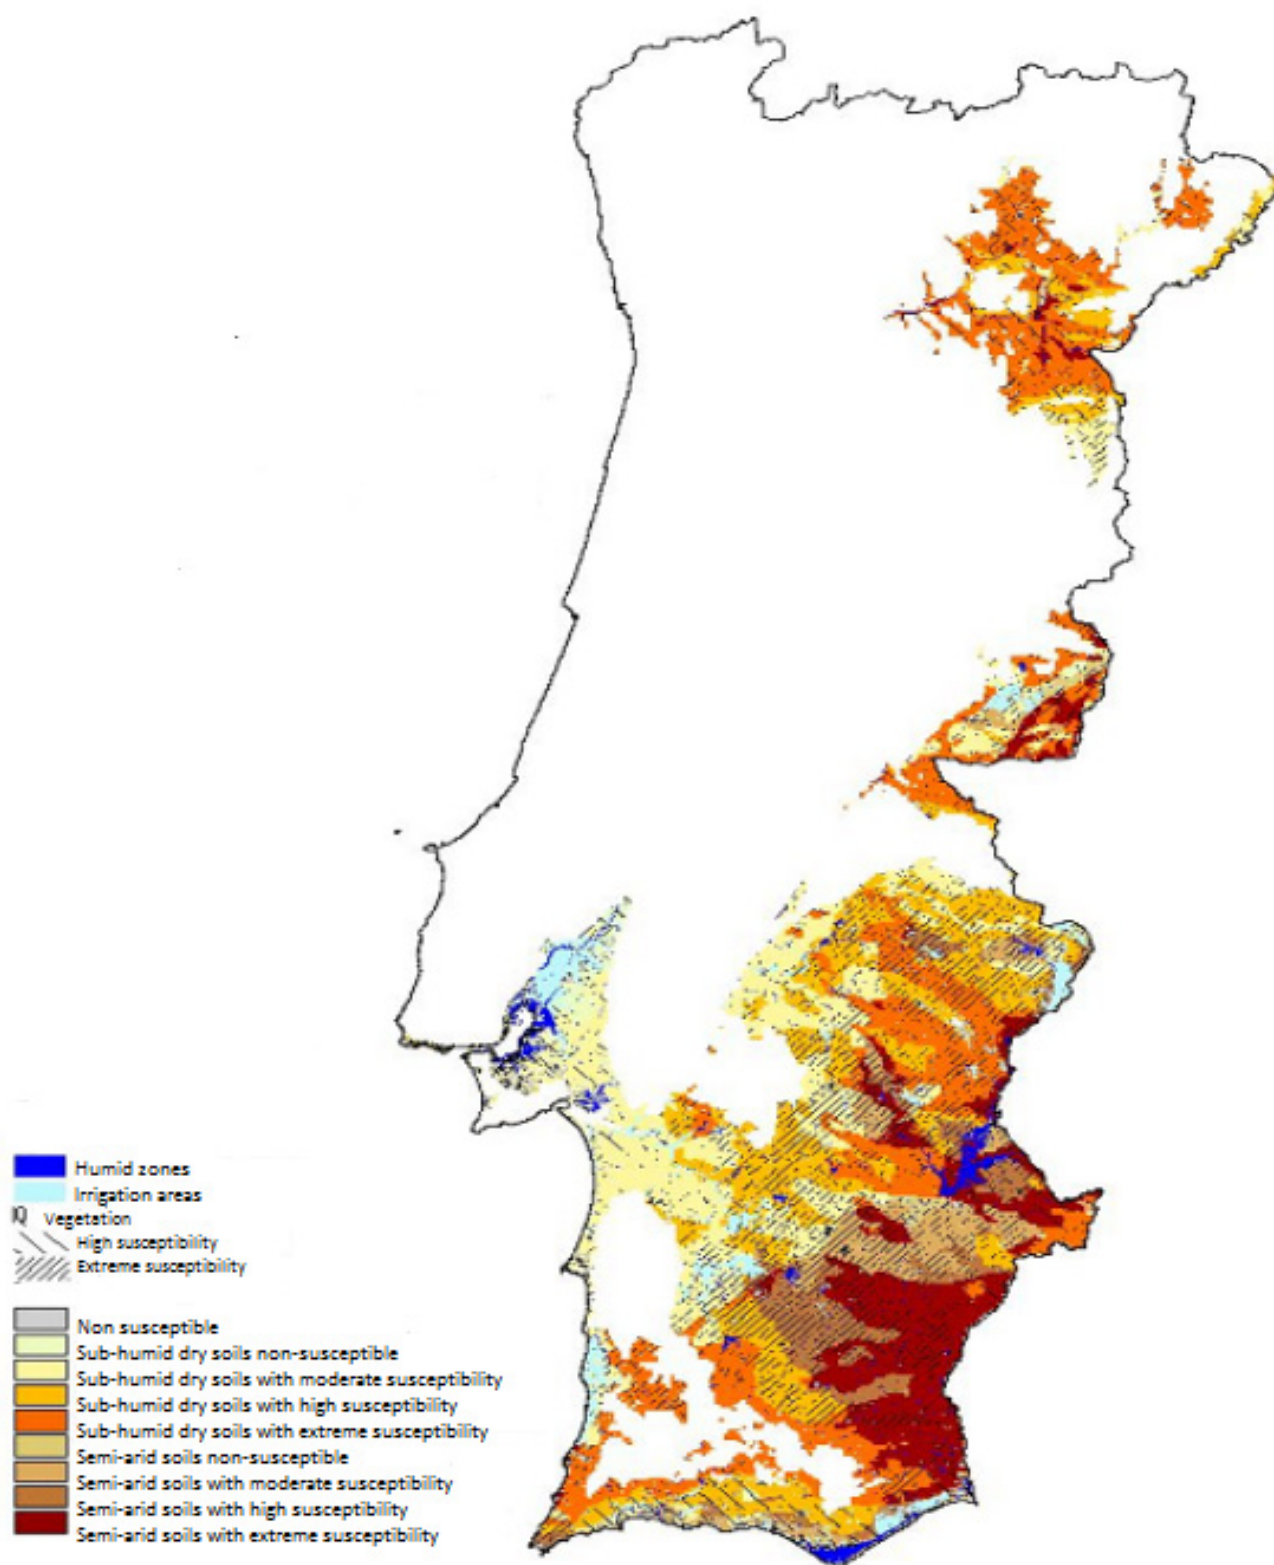 Humid zones
Irrigation areas
Vegetation
High susceptibility
Extreme susceptibility
Non susceptible
Sub-humid dry soils non-susceptible
Sub-humid dry soils with moderate susceptibility
Sub-humid dry soils with high susceptibility
Sub-humid dry soils with extreme susceptibility
Semi-arid soils non-susceptible
Semi-arid soils with moderate susceptibility
Semi-arid soils with high susceptibility
Semi-arid soils with extreme susceptibility